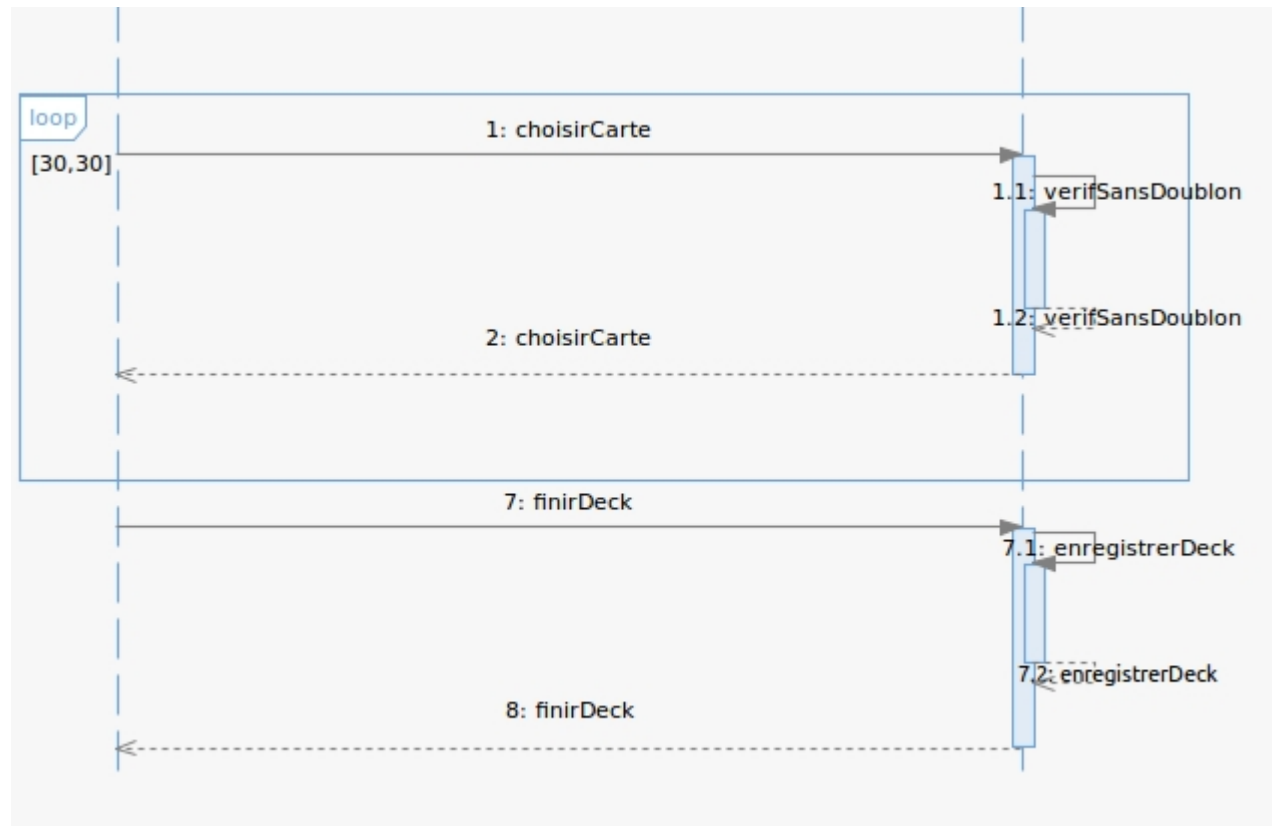 loop
1: choisirCarte
[30,30]
1.1: verifSansDoublon
1.2: verifSansDoublon
2: choisirCarte
7: finirDeck
7.1: enregistrerDeck
7.2: enregistrerDeck
8: finirDeck